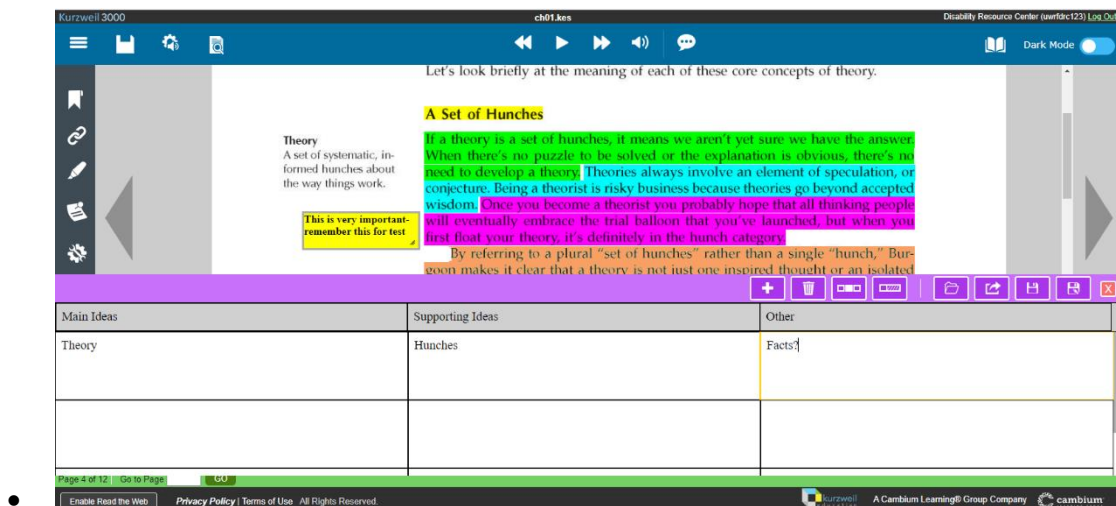 Kurzweil 3000
ch01.kes
Disability Resource Center (uwrfdrc123) Log Out
Dark Mode
Let's look briefly at the meaning of each of these core concepts of theory.
A Set of Hunches
Theory
A set of systematic, in-
formed hunches about
the way things work.
This is very important-
remember this for test
If a theory is a set of hunches, it means we aren't yet sure we have the answer.
When there's no puzzle to be solved or the explanation is obvious, there's no
need to develop a theory. Theories always involve an element of speculation, or
conjecture. Being a theorist is risky business because theories go beyond accepted
wisdom. Once you become a theorist you probably hope that all thinking people
will eventually embrace the trial balloon that you've launched, but when you
first float your theory, it's definitely in the hunch category.
By referring to a plural "set of hunches" rather than a single "hunch," Bur-
goon makes it clear that a theory is not just one inspired thought or an isolated
Main Ideas
Supporting Ideas
Other
Theory
Hunches
Facts?
Page 4 of 12
Go to Page:
GO
Enable Read the Web
Privacy Policy | Terms of Use All Rights Reserved.
kurzweil
education
A Cambium Learning® Group Company
cambium